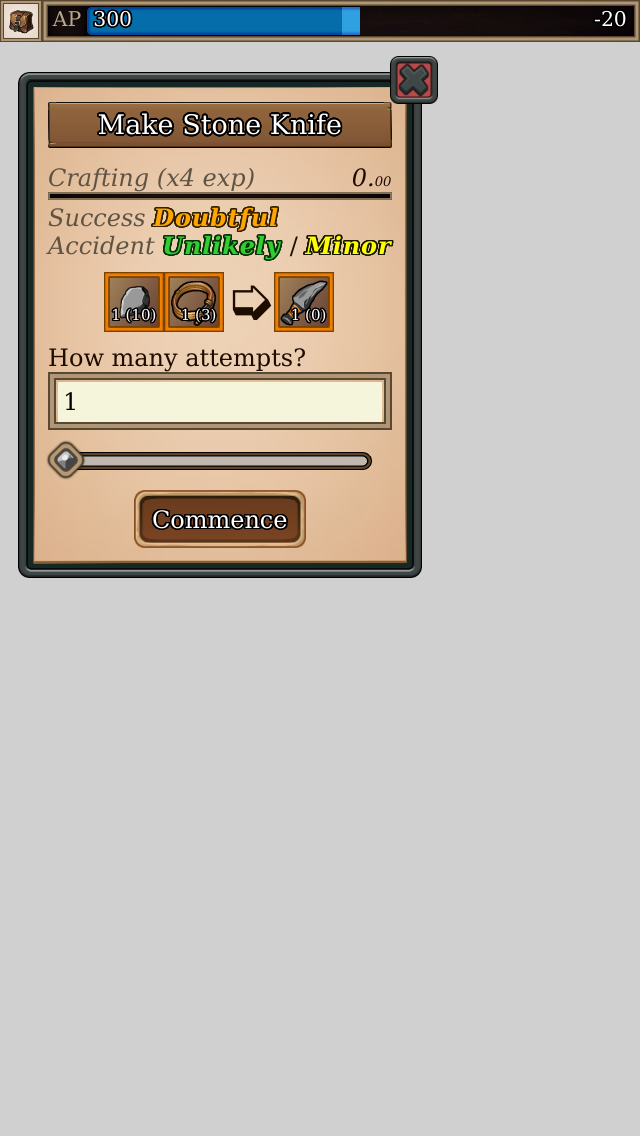 AP 300 -20
Make Stone Knife
Crafting (x4 exp) 0.00
Success Doubtful
Accident Unlikely / Minor
1 (10) 1 (3) 1 (0)
How many attempts?
1
Commence